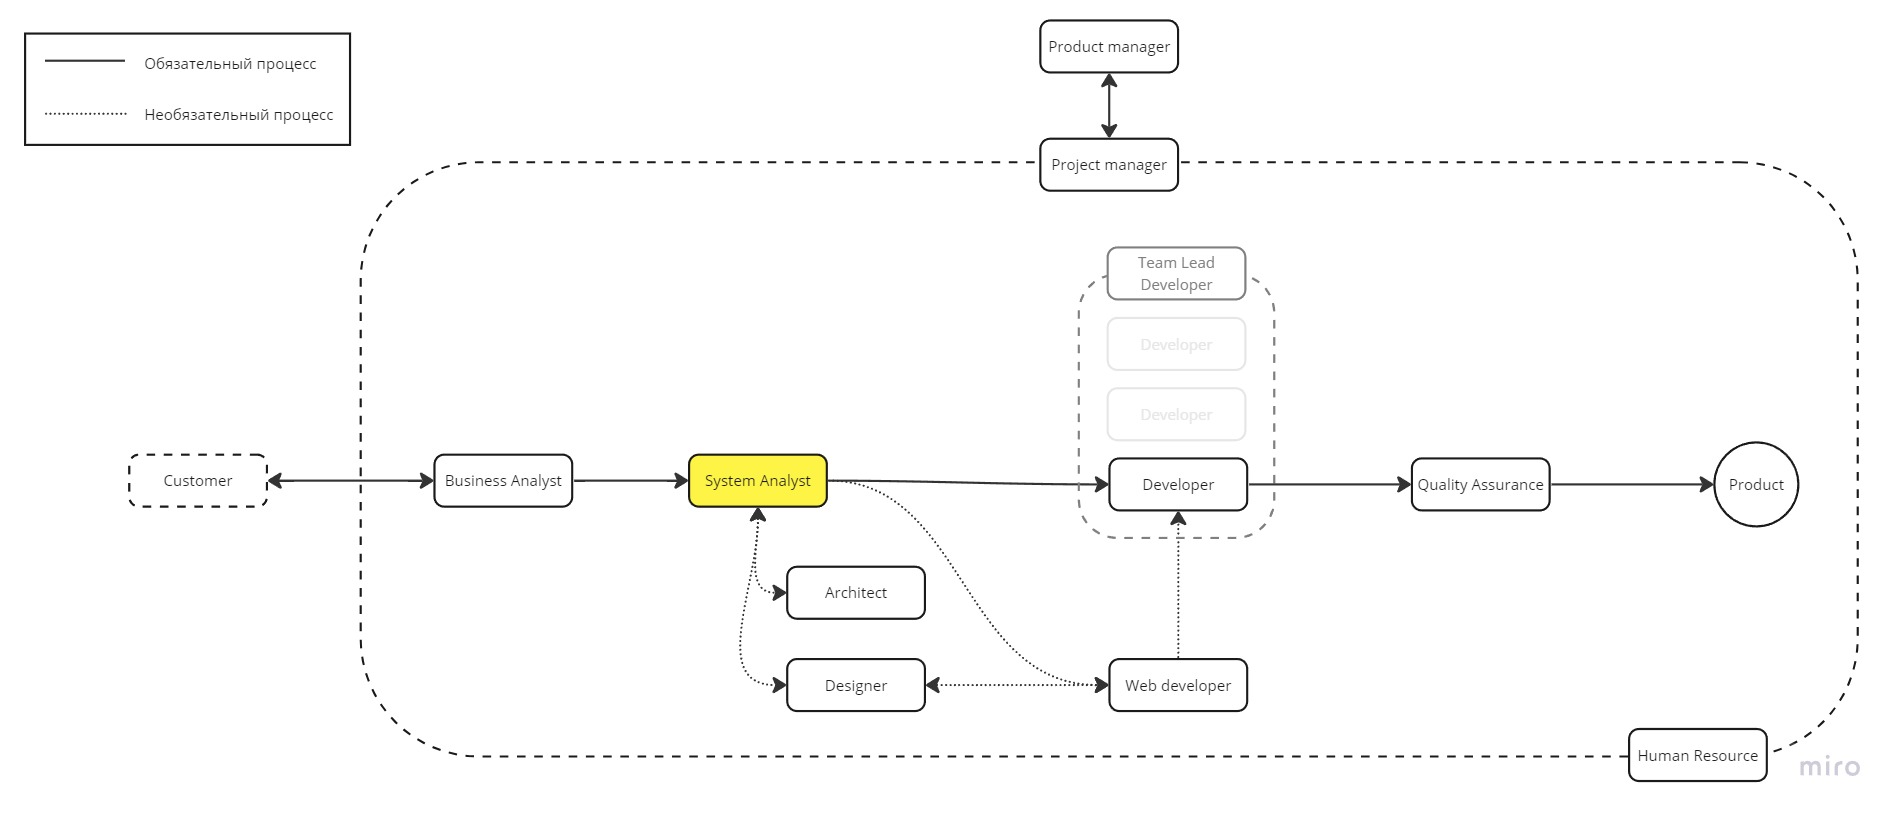 Обязательный процесс
Необязательный процесс
Product manager
Project manager
Team Lead
Developer
Developer
Developer
Customer
Business Analyst
System Analyst
Developer
Quality Assurance
Product
Architect
Designer
Web developer
Human Resource
miro